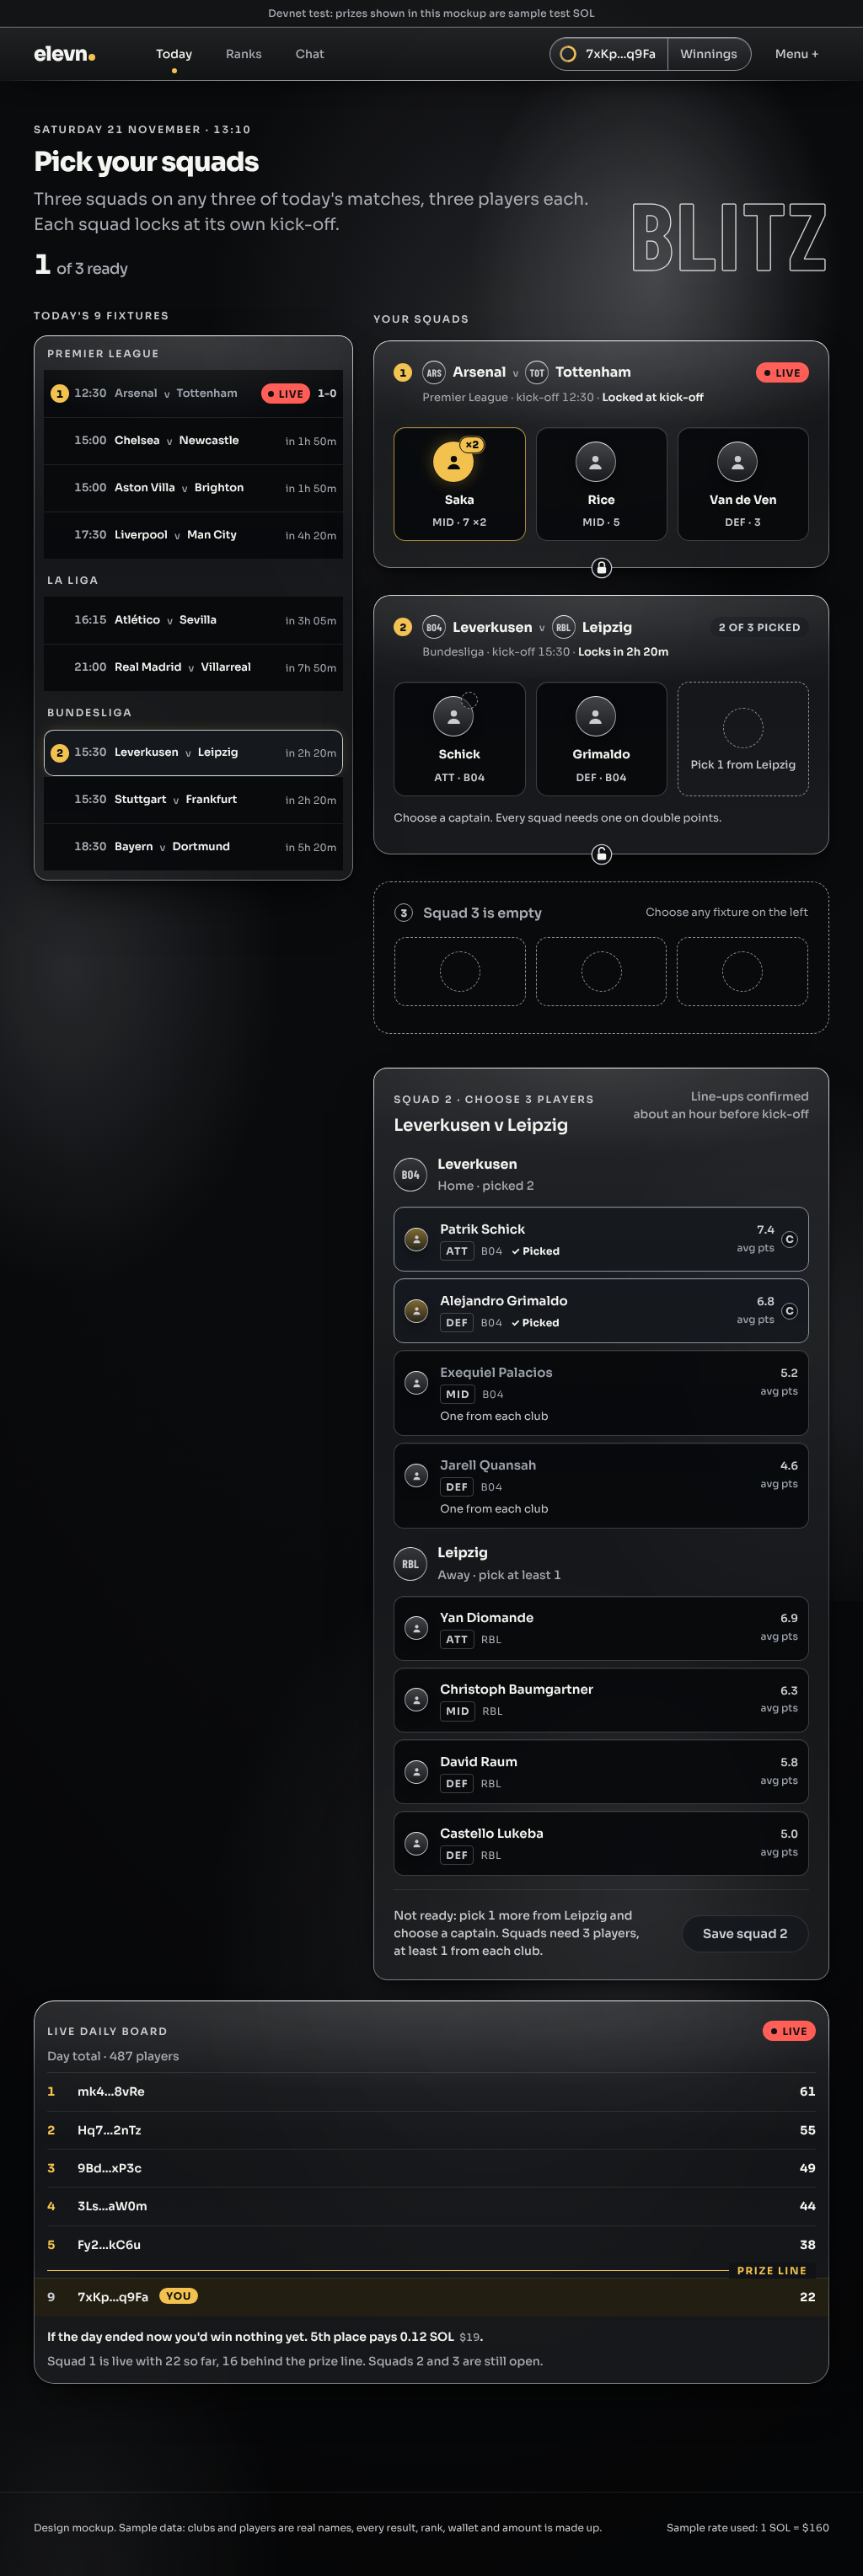 Devnet test: prizes shown in this mockup are sample test SOL
elevn.
Today
Ranks
Chat
7xKp...q9Fa
Winnings
Menu +
SATURDAY 21 NOVEMBER · 13:10
Pick your squads
Three squads on any three of today's matches, three players each.
Each squad locks at its own kick-off.
1 of 3 ready
BLITZ
TODAY'S 9 FIXTURES
PREMIER LEAGUE
1 12:30 Arsenal v Tottenham LIVE 1-0
15:00 Chelsea v Newcastle in 1h 50m
15:00 Aston Villa v Brighton in 1h 50m
17:30 Liverpool v Man City in 4h 20m
LA LIGA
16:15 Atlético v Sevilla in 3h 05m
21:00 Real Madrid v Villarreal in 7h 50m
BUNDESLIGA
2 15:30 Leverkusen v Leipzig in 2h 20m
15:30 Stuttgart v Frankfurt in 2h 20m
18:30 Bayern v Dortmund in 5h 20m
YOUR SQUADS
1 ARS Arsenal v TOT Tottenham LIVE
Premier League · kick-off 12:30 · Locked at kick-off
×2
Saka
MID · 7 ×2
Rice
MID · 5
Van de Ven
DEF · 3
2 B04 Leverkusen v RBL Leipzig 2 OF 3 PICKED
Bundesliga · kick-off 15:30 · Locks in 2h 20m
Schick
ATT · B04
Grimaldo
DEF · B04
Pick 1 from Leipzig
Choose a captain. Every squad needs one on double points.
3 Squad 3 is empty Choose any fixture on the left
SQUAD 2 · CHOOSE 3 PLAYERS
Leverkusen v Leipzig
Line-ups confirmed
about an hour before kick-off
B04 Leverkusen
Home · picked 2
Patrik Schick
ATT B04 ✓ Picked
7.4
avg pts
C
Alejandro Grimaldo
DEF B04 ✓ Picked
6.8
avg pts
C
Exequiel Palacios
MID B04
One from each club
5.2
avg pts
Jarell Quansah
DEF B04
One from each club
4.6
avg pts
RBL Leipzig
Away · pick at least 1
Yan Diomande
ATT RBL
6.9
avg pts
Christoph Baumgartner
MID RBL
6.3
avg pts
David Raum
DEF RBL
5.8
avg pts
Castello Lukeba
DEF RBL
5.0
avg pts
Not ready: pick 1 more from Leipzig and
choose a captain. Squads need 3 players,
at least 1 from each club.
Save squad 2
LIVE DAILY BOARD
LIVE
Day total · 487 players
1 mk4...8vRe 61
2 Hq7...2nTz 55
3 9Bd...xP3c 49
4 3Ls...aW0m 44
5 Fy2...kC6u 38
PRIZE LINE
9 7xKp...q9Fa YOU 22
If the day ended now you'd win nothing yet. 5th place pays 0.12 SOL $19.
Squad 1 is live with 22 so far, 16 behind the prize line. Squads 2 and 3 are still open.
Design mockup. Sample data: clubs and players are real names, every result, rank, wallet and amount is made up.
Sample rate used: 1 SOL = $160